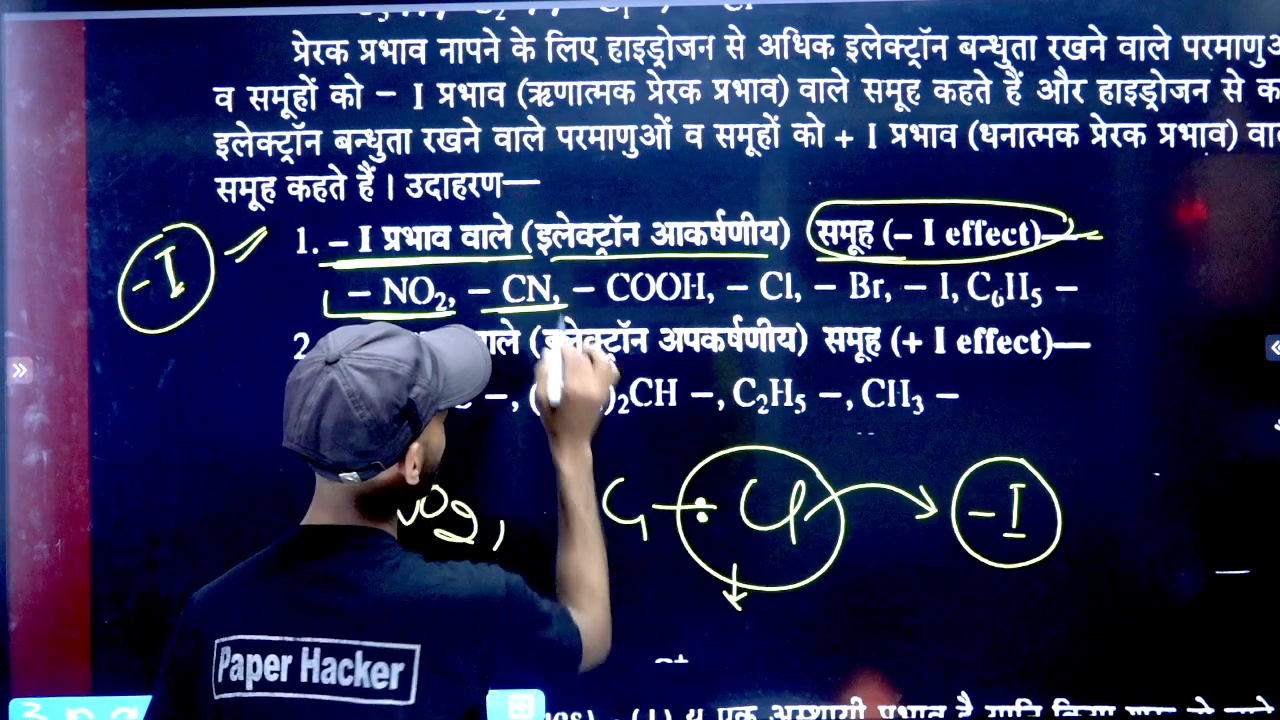 प्रेरक प्रभाव नापने के लिए हाइड्रोजन से अधिक इलेक्ट्रॉन बन्धुता रखने वाले
व समूहों को – I प्रभाव (ऋणात्मक प्रेरक प्रभाव) वाले समूह कहते हैं और हाइड्रोजन से
इलेक्ट्रॉन बन्धुता रखने वाले परमाणुओं व समूहों को + I प्रभाव (धनात्मक प्रेरक प्रभाव)
समूह कहते हैं । उदाहरण—
-I
1. – I प्रभाव वाले (इलेक्ट्रॉन आकर्षणीय) समूह (– I effect)—
– NO₂, – CN, – COOH, – Cl, – Br, – I, C₆H₅ –
2. (इलेक्ट्रॉन अपकर्षणीय) समूह (+ I effect)—
₂CH –, C₂H₅ –, CH₃ –
-I
Paper Hacker